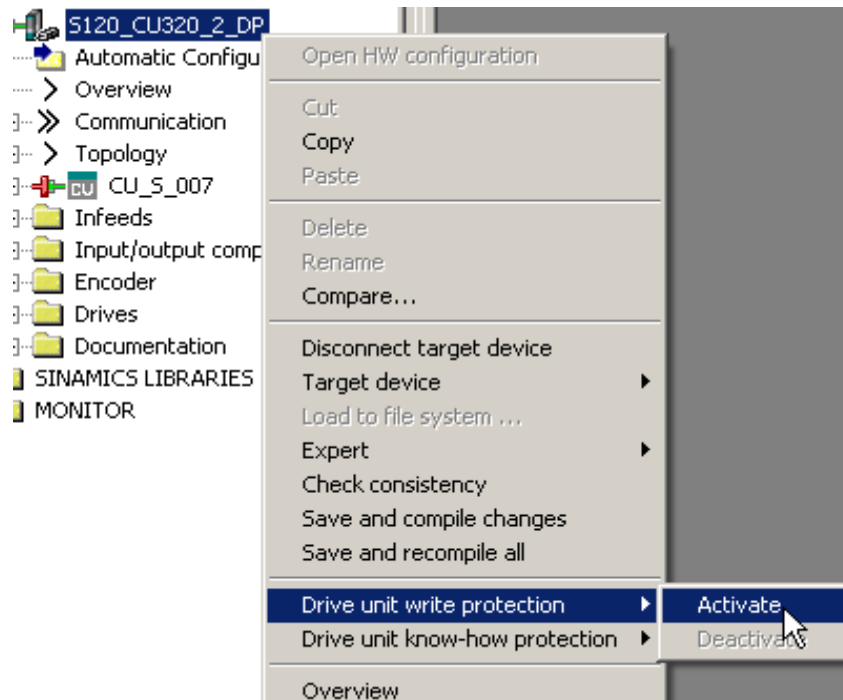 S120_CU320_2_DP
Automatic Configu
Overview
Communication
Topology
CU CU_S_007
Infeeds
Input/output comp
Encoder
Drives
Documentation
SINAMICS LIBRARIES
MONITOR
Open HW configuration
Cut
Copy
Paste
Delete
Rename
Compare...
Disconnect target device
Target device
Load to file system ...
Expert
Check consistency
Save and compile changes
Save and recompile all
Drive unit write protection
Drive unit know-how protection
Overview
Activate
Deactivate